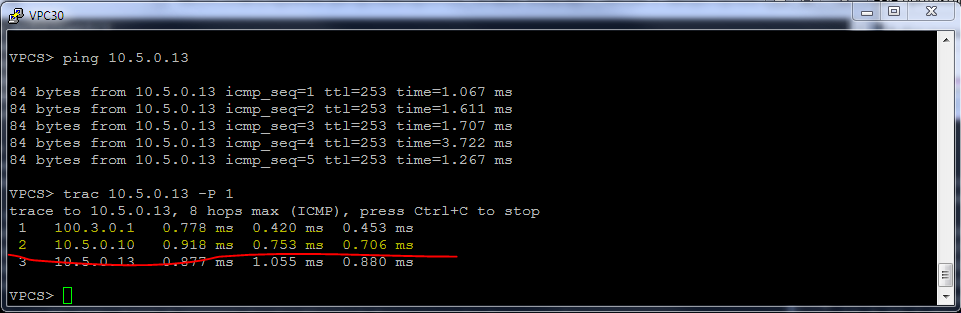 VPC30
VPCS> ping 10.5.0.13
84 bytes from 10.5.0.13 icmp_seq=1 ttl=253 time=1.067 ms
84 bytes from 10.5.0.13 icmp_seq=2 ttl=253 time=1.611 ms
84 bytes from 10.5.0.13 icmp_seq=3 ttl=253 time=1.707 ms
84 bytes from 10.5.0.13 icmp_seq=4 ttl=253 time=3.722 ms
84 bytes from 10.5.0.13 icmp_seq=5 ttl=253 time=1.267 ms
VPCS> trac 10.5.0.13 -P 1
trace to 10.5.0.13, 8 hops max (ICMP), press Ctrl+C to stop
1 100.3.0.1 0.778 ms 0.420 ms 0.453 ms
2 10.5.0.10 0.918 ms 0.753 ms 0.706 ms
3 10.5.0.13 0.877 ms 1.055 ms 0.880 ms
VPCS>